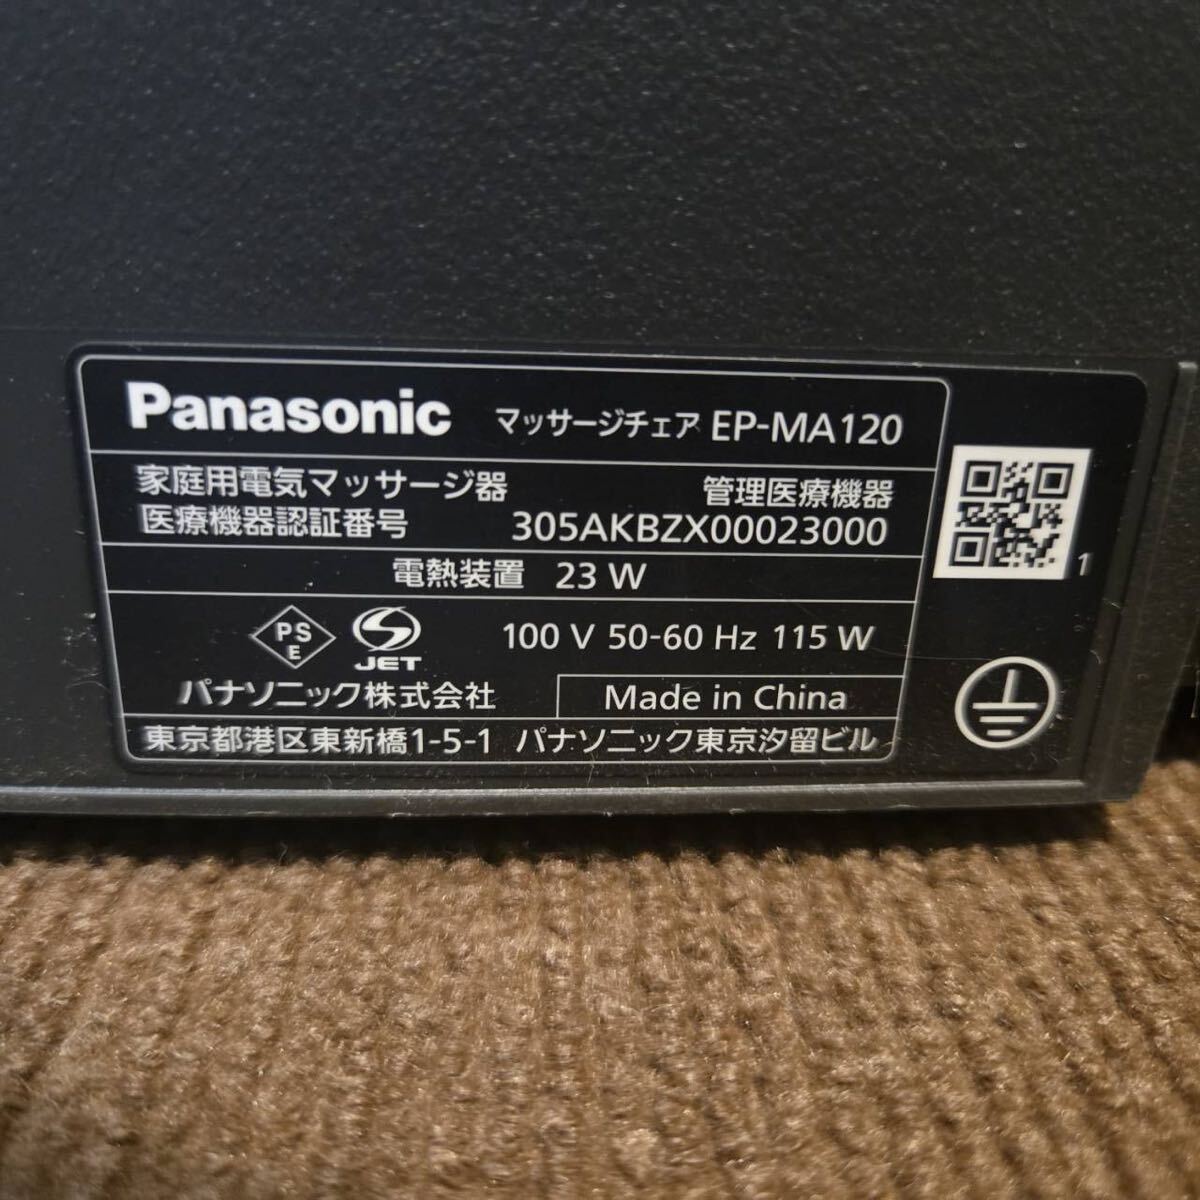 Panasonic マッサージチェア EP-MA120
家庭用電気マッサージ器 管理医療機器
医療機器認証番号 305AKBZX00023000
電熱装置 23 W
PS
E
JET
100 V 50-60 Hz 115 W
パナソニック株式会社 Made in China
東京都港区東新橋1-5-1 パナソニック東京汐留ビル
1